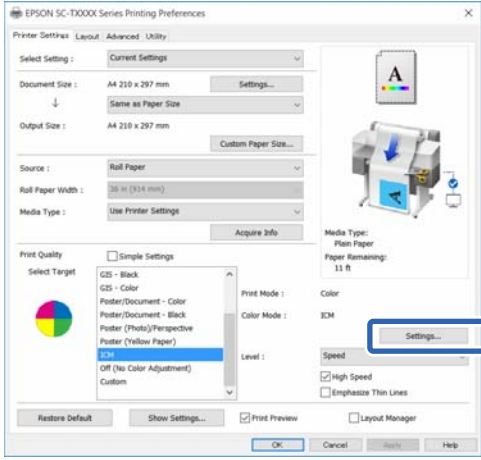 EPSON SC-TXXXX Series Printing Preferences
Printer Settings Layout Advanced Utility
Select Setting : Current Settings
Document Size : A4 210 x 297 mm Settings...
Same as Paper Size
Output Size : A4 210 x 297 mm
Custom Paper Size...
Source : Roll Paper
Roll Paper Width : 36 in (914 mm)
Media Type : Use Printer Settings
Acquire Info
A
Media Type:
Plain Paper
Paper Remaining:
11 ft
Print Quality Simple Settings
Select Target
GIS - Black
GIS - Color
Poster/Document - Color
Poster/Document - Black
Poster (Photo)/Perspective
Poster (Yellow Paper)
ICM
Off (No Color Adjustment)
Custom
Print Mode : Color
Color Mode : ICM
Settings...
Level : Speed
High Speed
Emphasize Thin Lines
Restore Default Show Settings... Print Preview Layout Manager
OK Cancel Apply Help